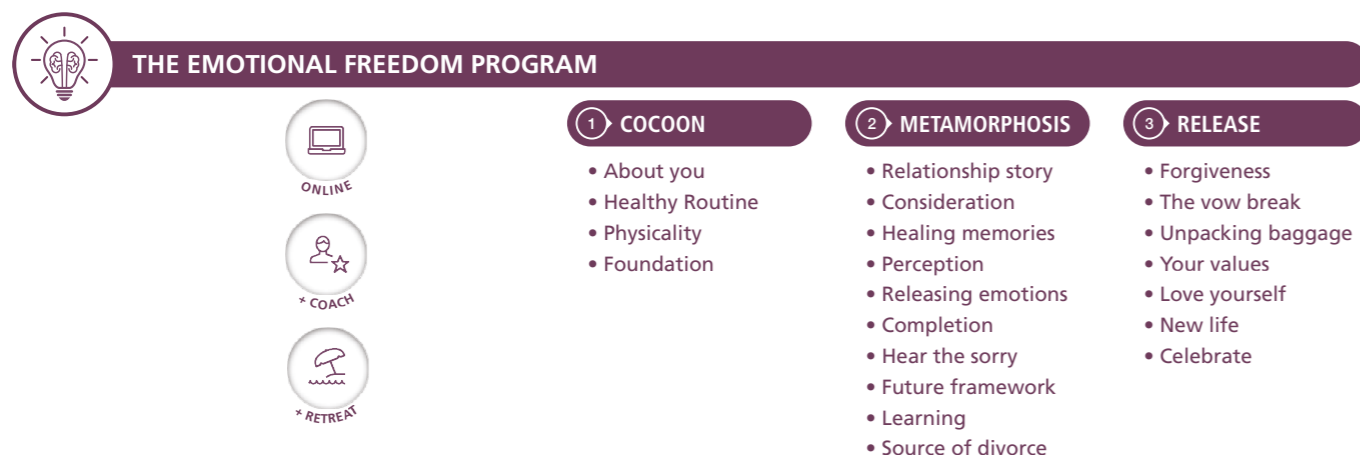 THE EMOTIONAL FREEDOM PROGRAM
ONLINE
+ COACH
+ RETREAT
1 COCOON
• About you
• Healthy Routine
• Physicality
• Foundation
2 METAMORPHOSIS
• Relationship story
• Consideration
• Healing memories
• Perception
• Releasing emotions
• Completion
• Hear the sorry
• Future framework
• Learning
• Source of divorce
3 RELEASE
• Forgiveness
• The vow break
• Unpacking baggage
• Your values
• Love yourself
• New life
• Celebrate